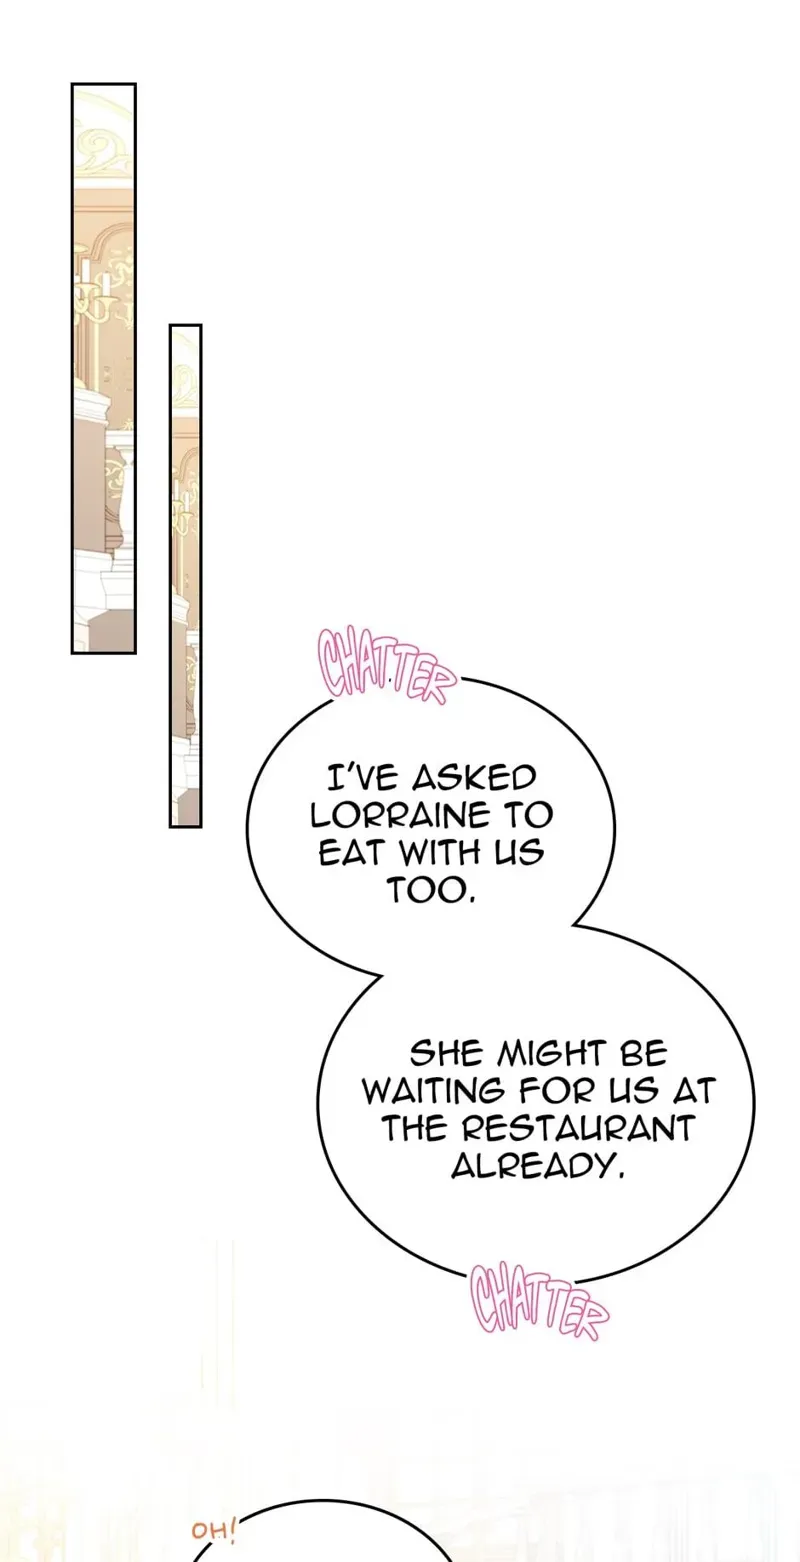 CHATTER
I'VE ASKED
LORRAINE TO
EAT WITH US
TOO.
SHE MIGHT BE
WAITING FOR US AT
THE RESTAURANT
ALREADY.
CHATTER
OH!